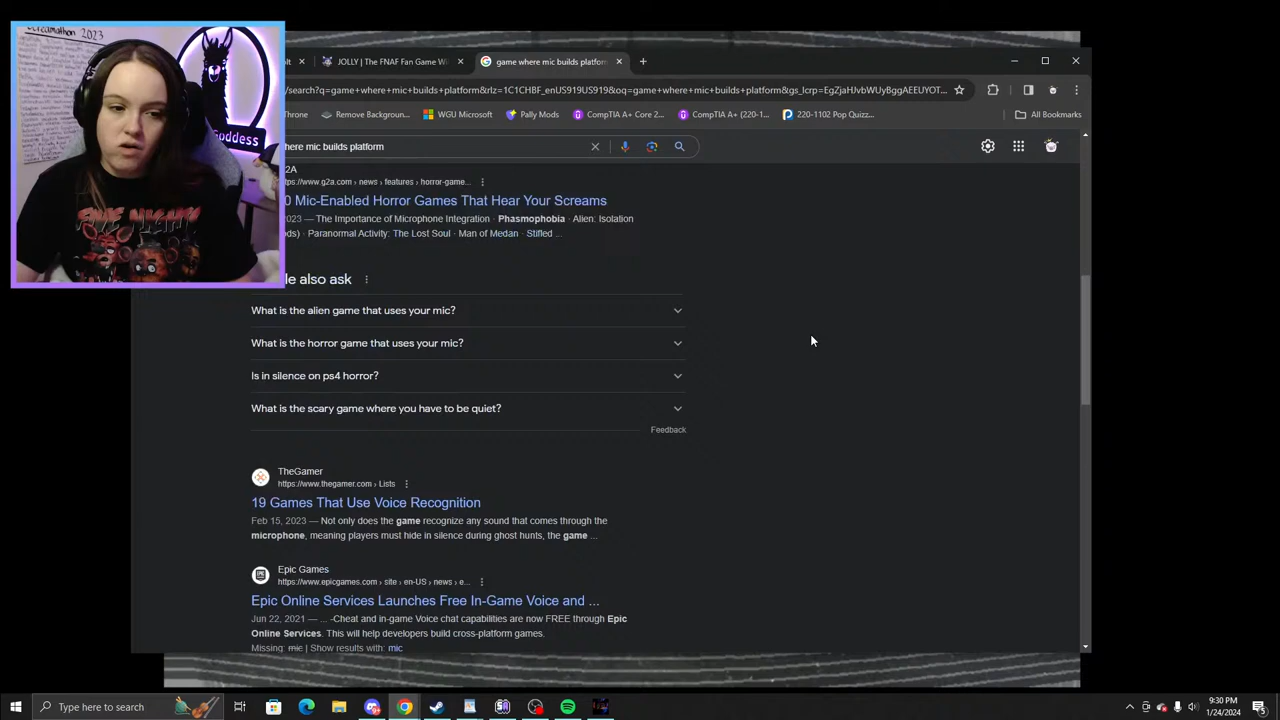 Screamathon 2023
Goddess
FIVE NIGHTS
JOLLY | The FNAF Fan Game Wi
game where mic builds platform
search?q=game+where+mic+builds+platform&rlz=1C1CHBF_enUS919US919&oq=game+where+mic+builds+platform&gs_lcrp=EgZjaHJvbWUyBggAEEUYOT...
Throne
Remove Backgroun...
WGU Microsoft
Pally Mods
CompTIA A+ Core 2...
CompTIA A+ (220-1...
220-1102 Pop Quizz...
All Bookmarks
here mic builds platform
2A
ttps://www.g2a.com › news › features › horror-game...
0 Mic-Enabled Horror Games That Hear Your Screams
2023 — The Importance of Microphone Integration · Phasmophobia · Alien: Isolation
ods) · Paranormal Activity: The Lost Soul · Man of Medan · Stifled ...
le also ask
What is the alien game that uses your mic?
What is the horror game that uses your mic?
Is in silence on ps4 horror?
What is the scary game where you have to be quiet?
Feedback
TheGamer
https://www.thegamer.com › Lists
19 Games That Use Voice Recognition
Feb 15, 2023 — Not only does the game recognize any sound that comes through the
microphone, meaning players must hide in silence during ghost hunts, the game ...
Epic Games
https://www.epicgames.com › site › en-US › news › e...
Epic Online Services Launches Free In-Game Voice and ...
Jun 22, 2021 — ... -Cheat and in-game Voice chat capabilities are now FREE through Epic
Online Services. This will help developers build cross-platform games.
Missing: mic | Show results with: mic
Type here to search
9:30 PM
1/24/2024